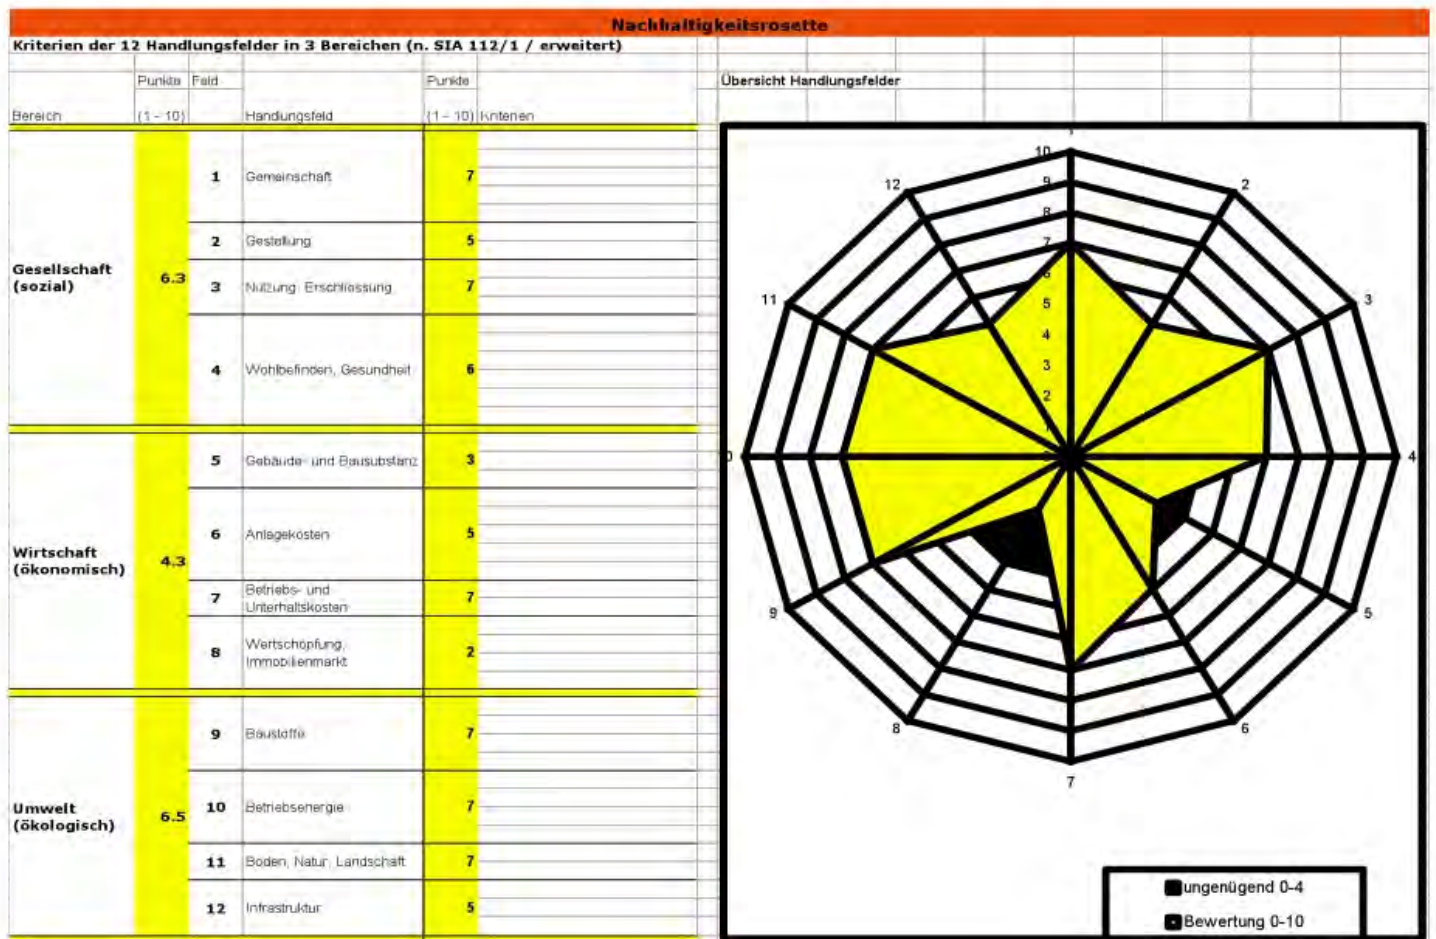 Nachhaltigkeitsrosette
Kriterien der 12 Handlungsfelder in 3 Bereichen (n. SIA 112/1 / erweitert)
Punkte Feld Punkte Übersicht Handlungsfelder
Bereich (1 - 10) Handlungsfeld (1 - 10) Kriterien
Gesellschaft
(sozial)
6.3
1 Gemeinschaft 7
2 Gestaltung 5
3 Nutzung, Erschliessung 7
4 Wohlbefinden, Gesundheit 6
Wirtschaft
(ökonomisch)
4.3
5 Gebäude- und Bausubstanz 3
6 Anlagekosten 5
7 Betriebs- und
Unterhaltskosten 7
8 Wertschöpfung,
Immobilienmarkt 2
Umwelt
(ökologisch)
6.5
9 Baustoffe 7
10 Betriebsenergie 7
11 Boden, Natur, Landschaft 7
12 Infrastruktur 5
10
9
8
7
6
5
4
3
2
2
3
4
5
6
7
8
9
11
12
ungenügend 0-4
Bewertung 0-10